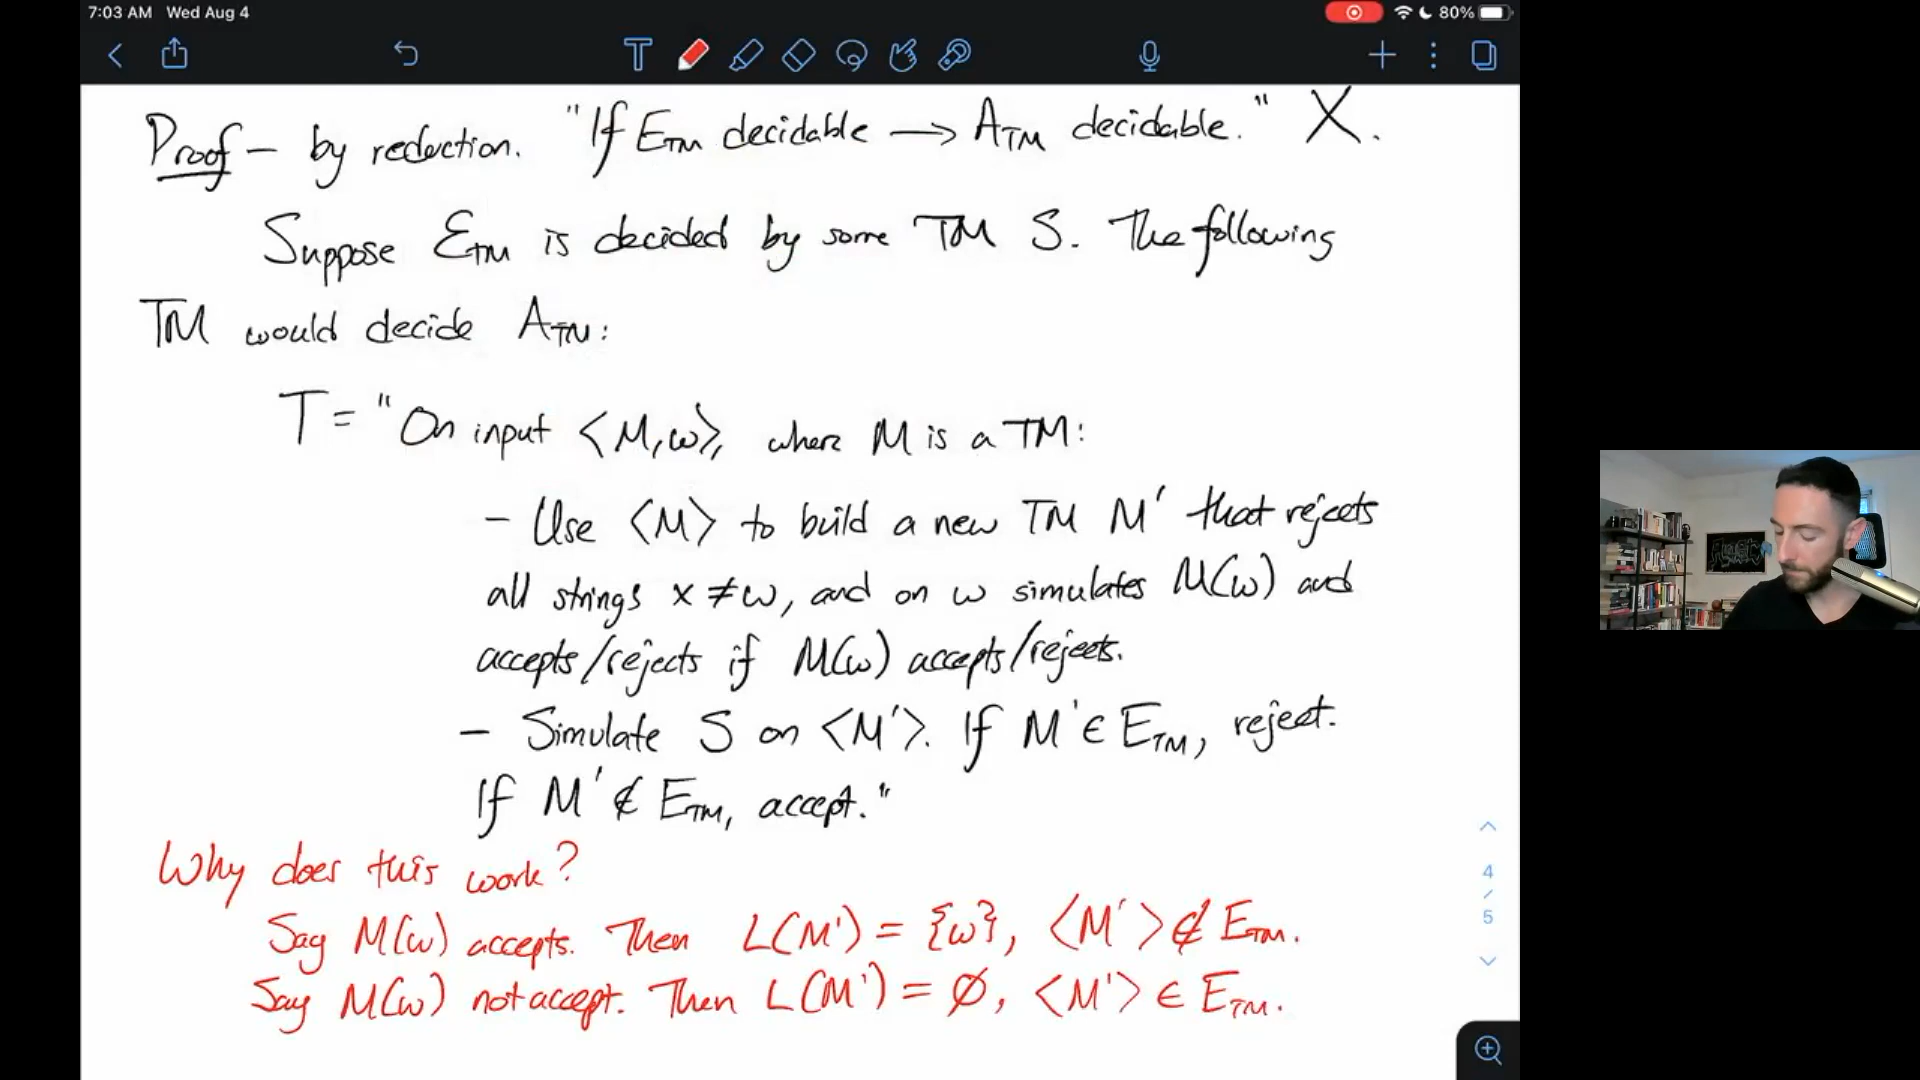 7:03 AM Wed Aug 4
80%
Proof – by reduction. "If E_TM decidable → A_TM decidable." X.
Suppose E_TM is decided by some TM S. The following
TM would decide A_TM:
T = "On input <M,w>, where M is a TM:
– Use <M> to build a new TM M' that rejects
all strings x ≠ w, and on w simulates M(w) and
accepts/rejects if M(w) accepts/rejects.
– Simulate S on <M'>. If M' ∈ E_TM, reject.
If M' ∉ E_TM, accept."
Why does this work?
Say M(w) accepts. Then L(M') = {w}, <M'> ∉ E_TM.
Say M(w) not accept. Then L(M') = ∅, <M'> ∈ E_TM.
4
/
5